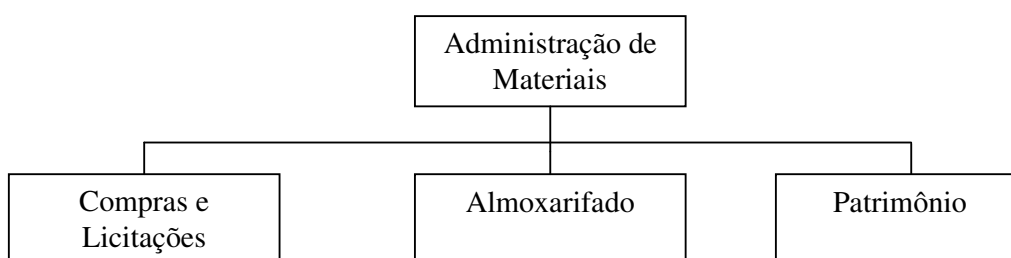 Administração de
Materiais
Compras e
Licitações
Almoxarifado
Patrimônio